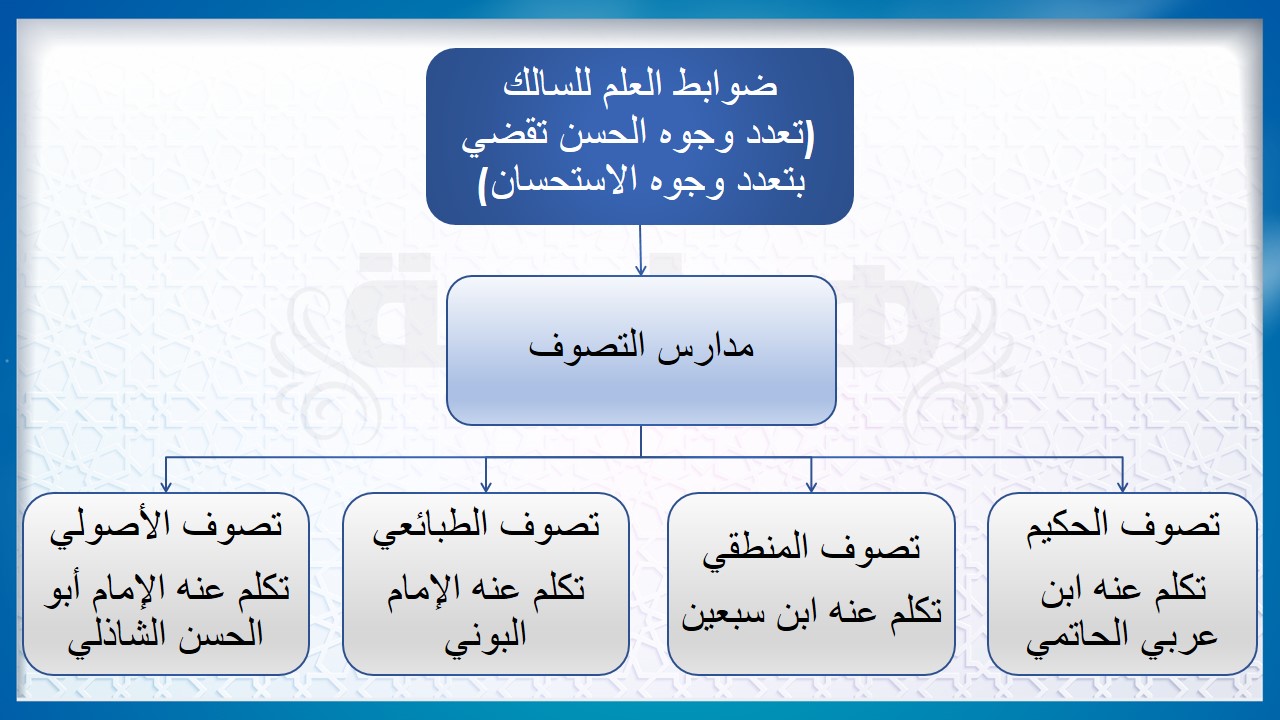 ضوابط العلم للسالك
(تعدد وجوه الحسن تقضي
بتعدد وجوه الاستحسان)
مدارس التصوف
تصوف الحكيم
تكلم عنه ابن
عربي الحاتمي
تصوف المنطقي
تكلم عنه ابن سبعين
تصوف الطبائعي
تكلم عنه الإمام
البوني
تصوف الأصولي
تكلم عنه الإمام أبو
الحسن الشاذلي